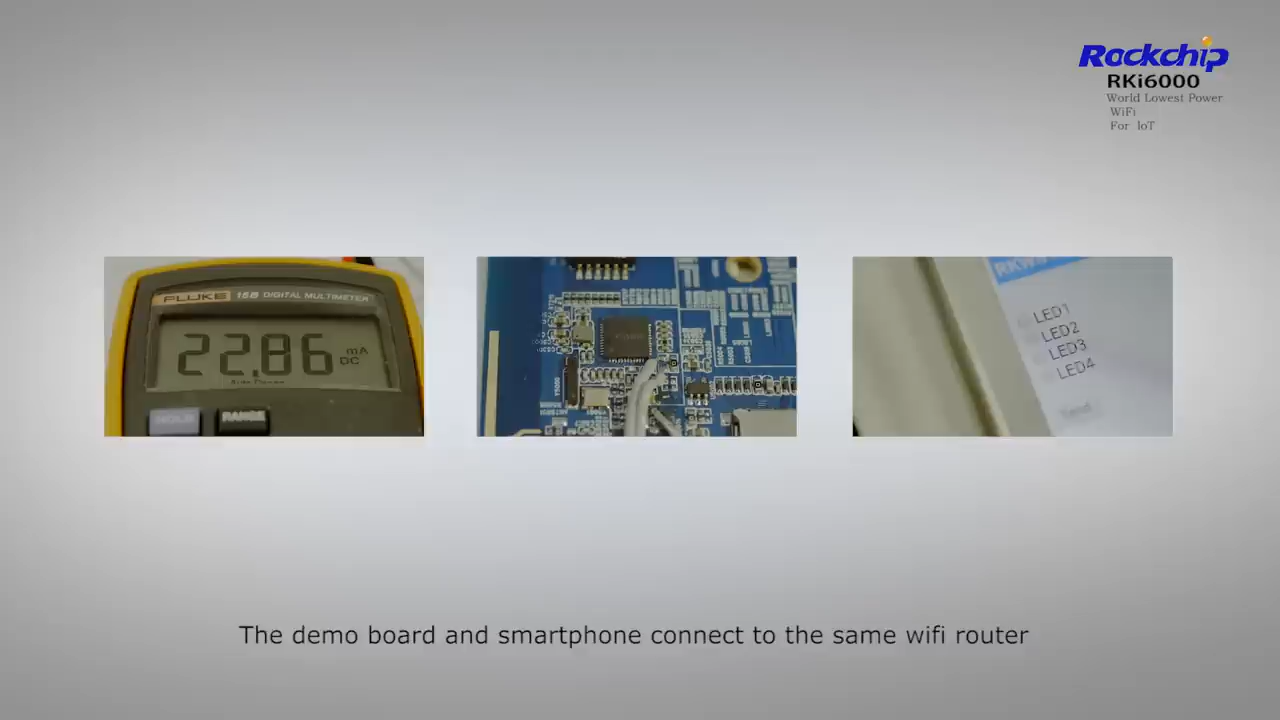 Rockchip
RKi6000
World Lowest Power
WiFi
For IoT
FLUKE 15B DIGITAL MULTIMETER
22.86 mA
DC
HOLD
RANGE
LED1
LED2
LED3
LED4
Send
The demo board and smartphone connect to the same wifi router